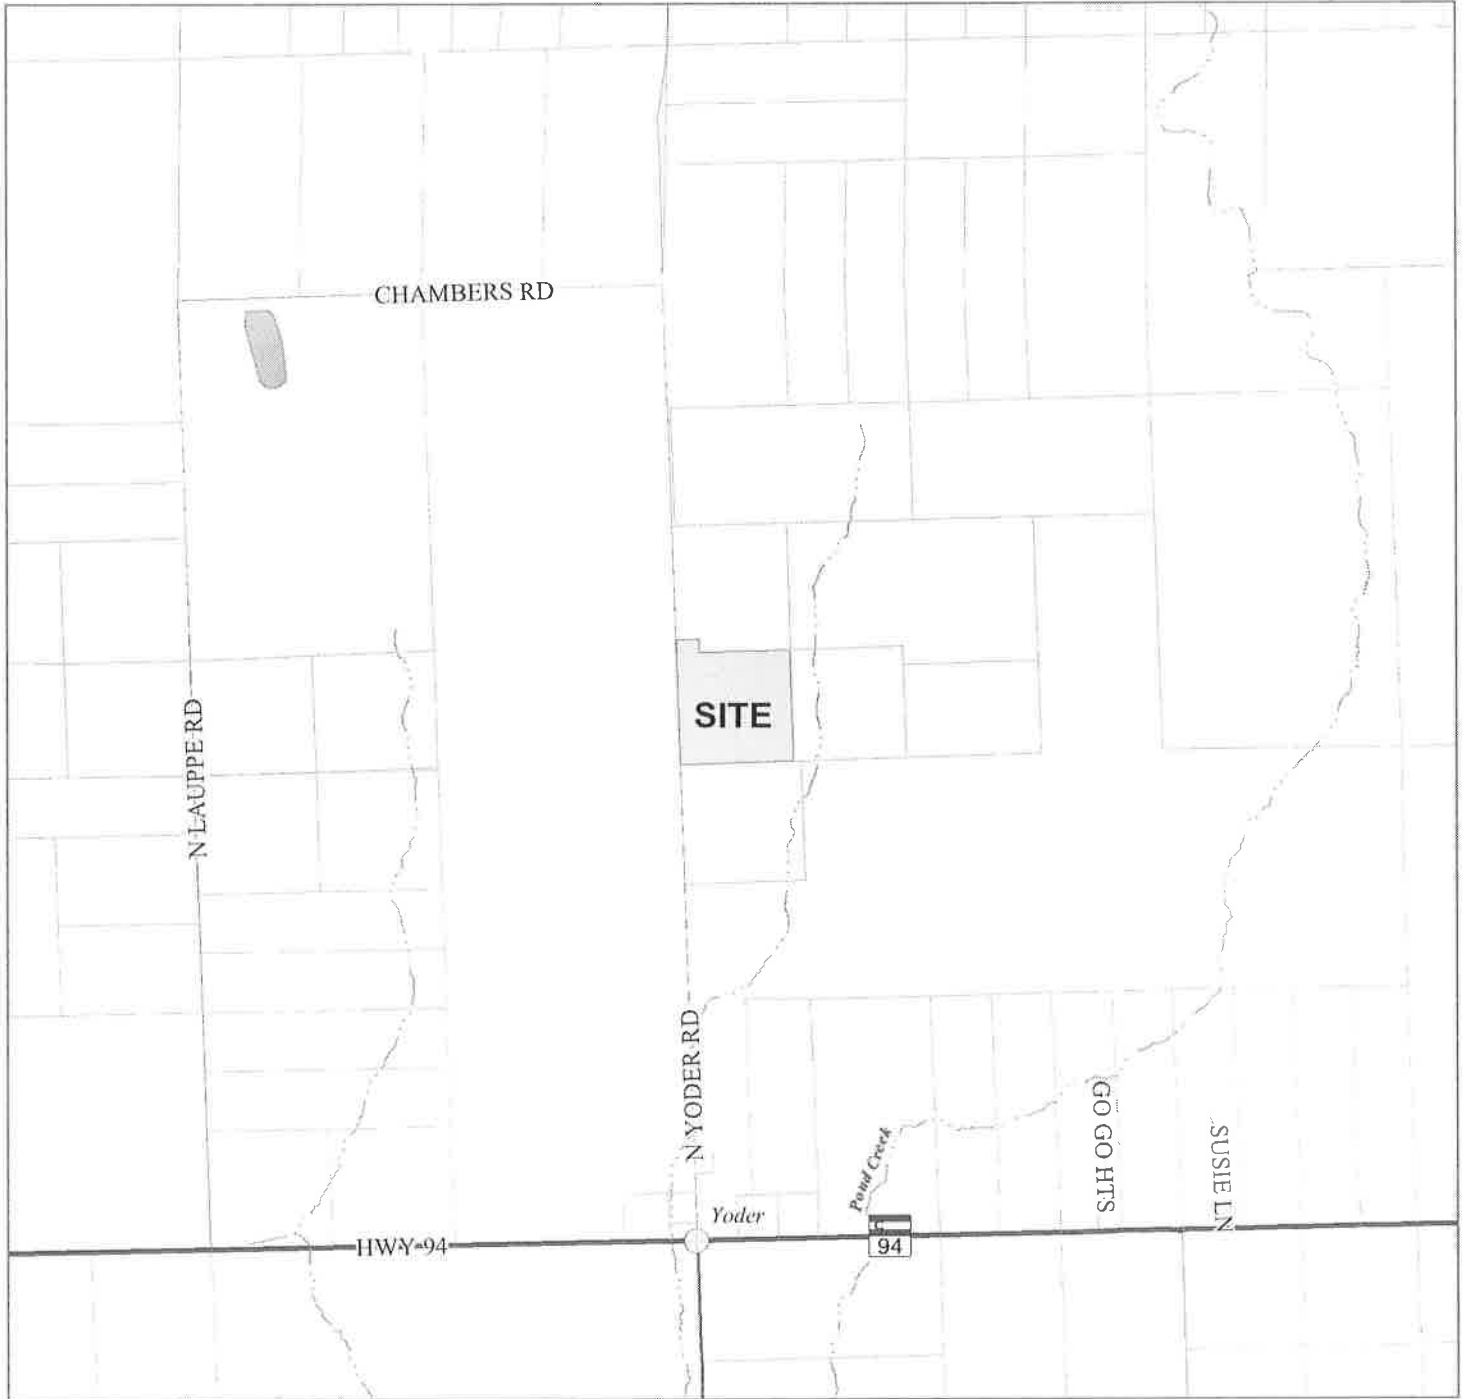 CHAMBERS RD
SITE
N LAUPPE RD
N YODER RD
GO GO HTS
SUSIE LN
Pond Creek
Yoder
HWY 94
94